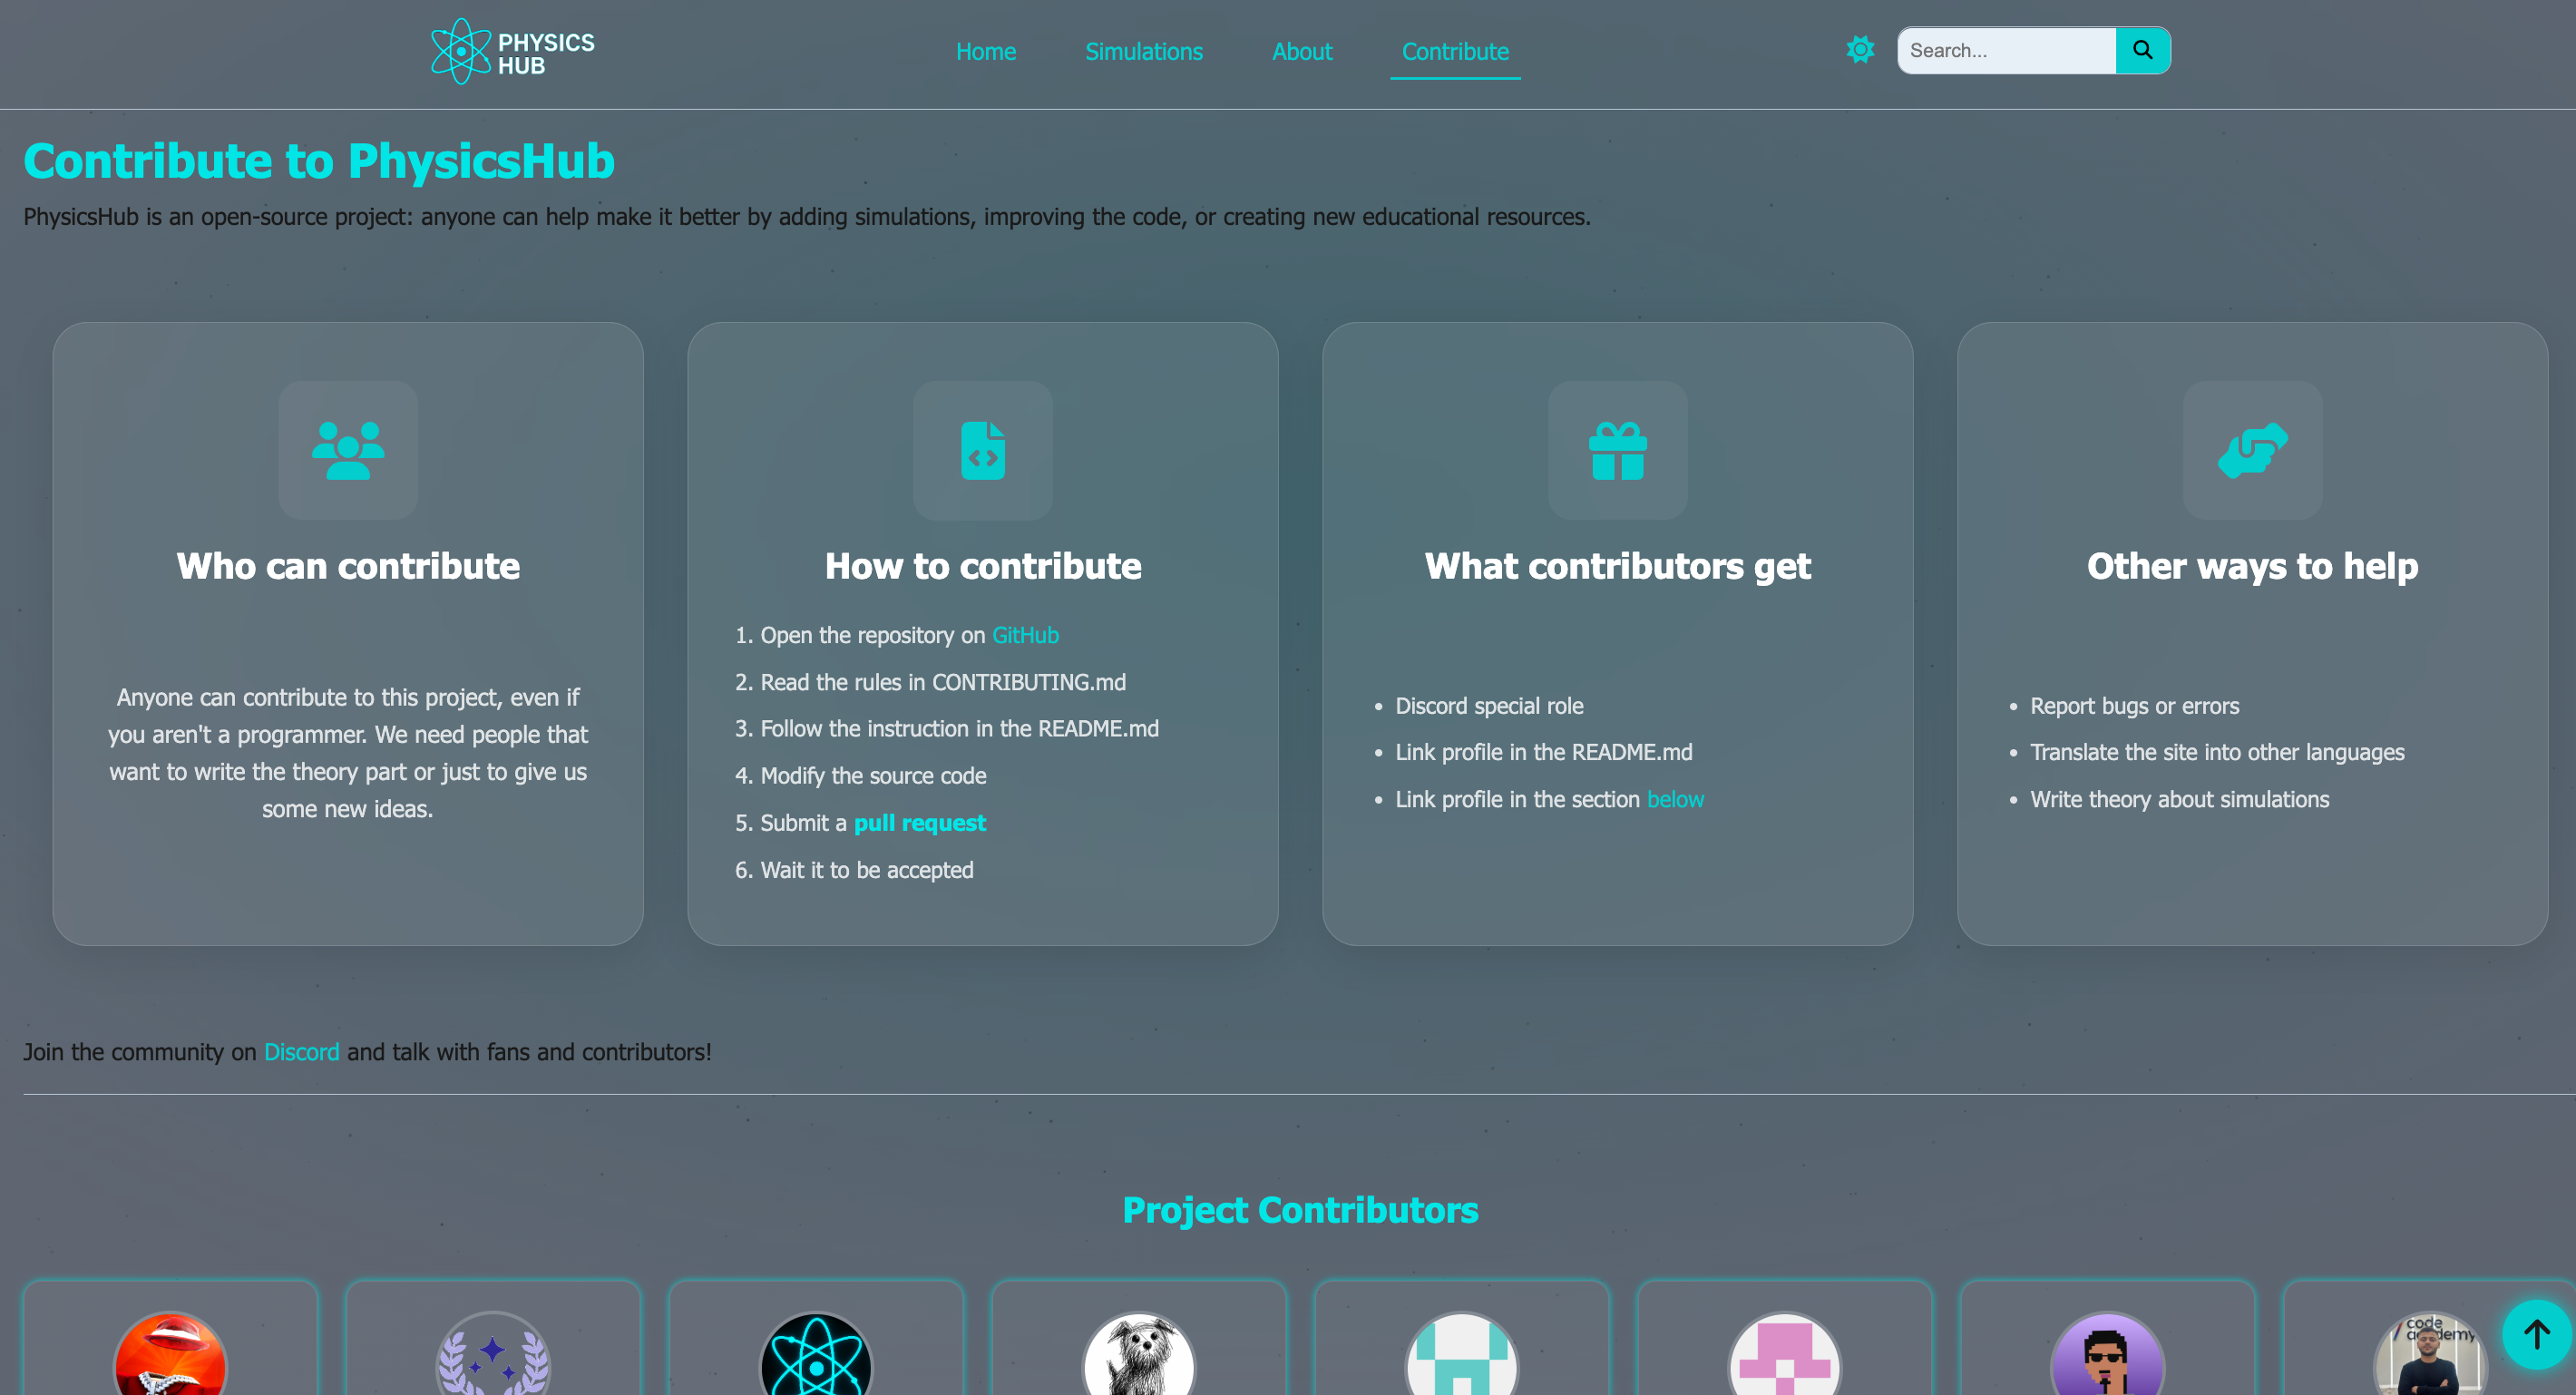 PHYSICS
HUB
Home
Simulations
About
Contribute
Search...
Contribute to PhysicsHub
PhysicsHub is an open-source project: anyone can help make it better by adding simulations, improving the code, or creating new educational resources.
Who can contribute
Anyone can contribute to this project, even if
you aren't a programmer. We need people that
want to write the theory part or just to give us
some new ideas.
How to contribute
1. Open the repository on GitHub
2. Read the rules in CONTRIBUTING.md
3. Follow the instruction in the README.md
4. Modify the source code
5. Submit a pull request
6. Wait it to be accepted
What contributors get
• Discord special role
• Link profile in the README.md
• Link profile in the section below
Other ways to help
• Report bugs or errors
• Translate the site into other languages
• Write theory about simulations
Join the community on Discord and talk with fans and contributors!
Project Contributors
code